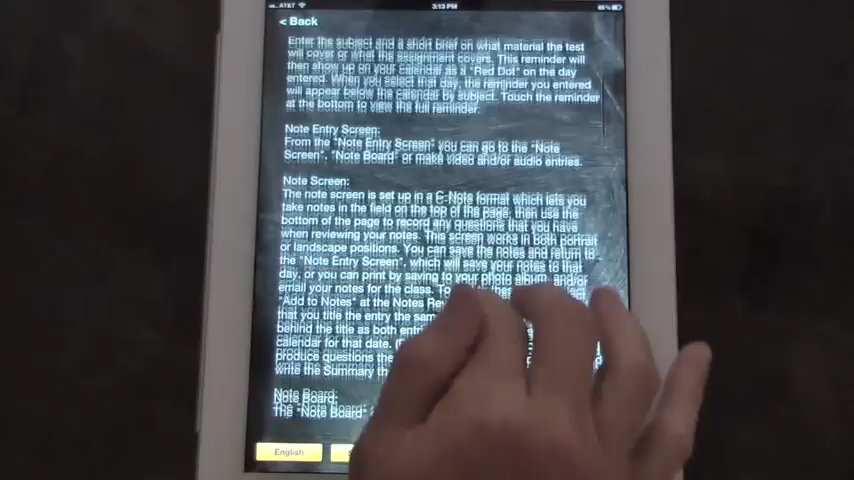 AT&T 3:13 PM 65%
< Back
Enter the subject and a short brief on what material the test
will cover or what the assignment covers. This reminder will
then show up on your calendar as a "Red Dot" on the day
entered. When you select that day, the reminder you entered
will appear below the calendar by subject. Touch the reminder
at the bottom to view the full reminder.
Note Entry Screen:
From the "Note Entry Screen" you can go to the "Note
Screen", "Note Board" or make video and/or audio entries.
Note Screen:
The note screen is set up in a C-Note format which lets you
take notes in the field on the top of the page, then use the
bottom of the page to record any questions that you have
when reviewing your notes. This screen works in both portrait
or landscape positions. You can save the notes and return to
the "Note Entry Screen", which will save your notes to that
day, or you can print by saving to your photo album, and/or
email your notes for the class. To
"Add to Notes" at the Notes
that you title the entry the same
behind the title as both
calendar for that date.
produce questions
write the Summary
Note Board:
The "Note Board"
English